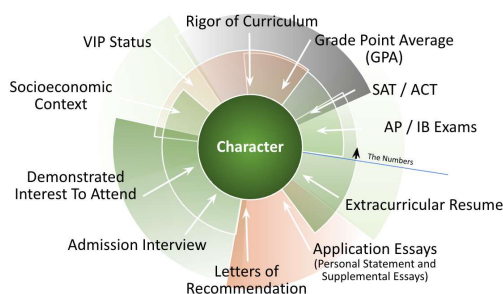 Rigor of Curriculum
VIP Status
Grade Point Average
(GPA)
Socioeconomic
Context
SAT / ACT
AP / IB Exams
Character
The Numbers
Demonstrated
Interest To Attend
Extracurricular Resume
Admission Interview
Application Essays
(Personal Statement and
Supplemental Essays)
Letters of
Recommendation